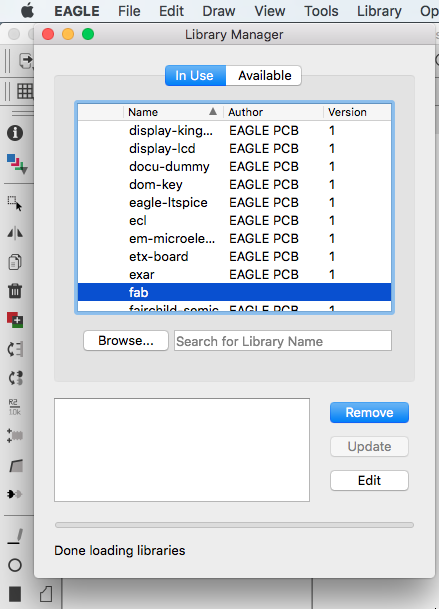 EAGLE File Edit Draw View Tools Library Op
Library Manager
In Use Available
Name Author Version
display-king... EAGLE PCB 1
display-lcd EAGLE PCB 1
docu-dummy EAGLE PCB 1
dom-key EAGLE PCB 1
eagle-ltspice EAGLE PCB 1
ecl EAGLE PCB 1
em-microele... EAGLE PCB 1
etx-board EAGLE PCB 1
exar EAGLE PCB 1
fab
fairchild-semic EAGLE PCB 1
Browse... Search for Library Name
R2
10k
Remove
Update
Edit
Done loading libraries